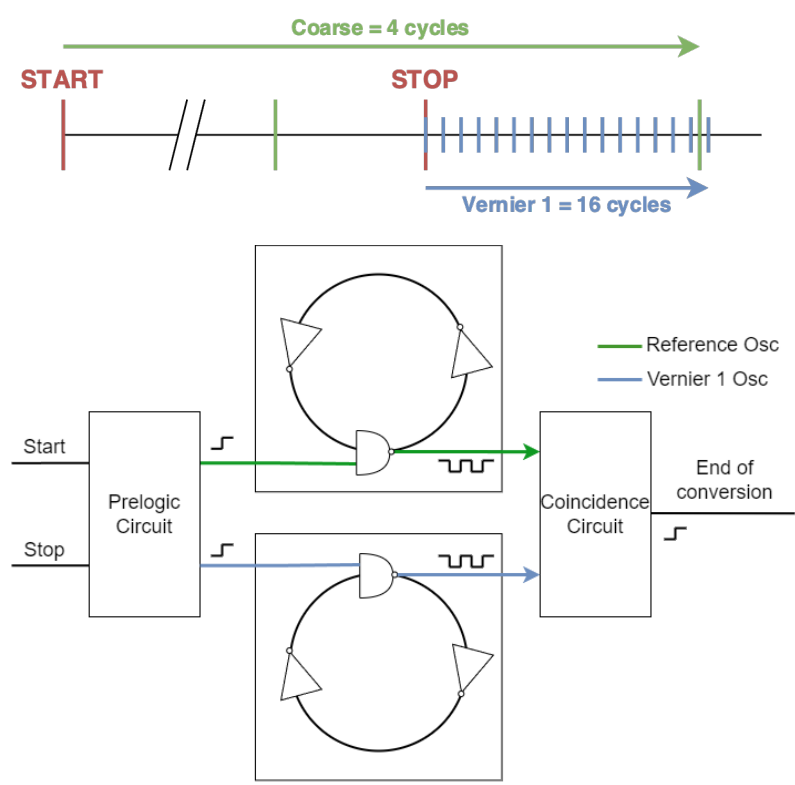 Coarse = 4 cycles
START
STOP
Vernier 1 = 16 cycles
Reference Osc
Vernier 1 Osc
Start
Stop
Prelogic
Circuit
Coincidence
Circuit
End of
conversion